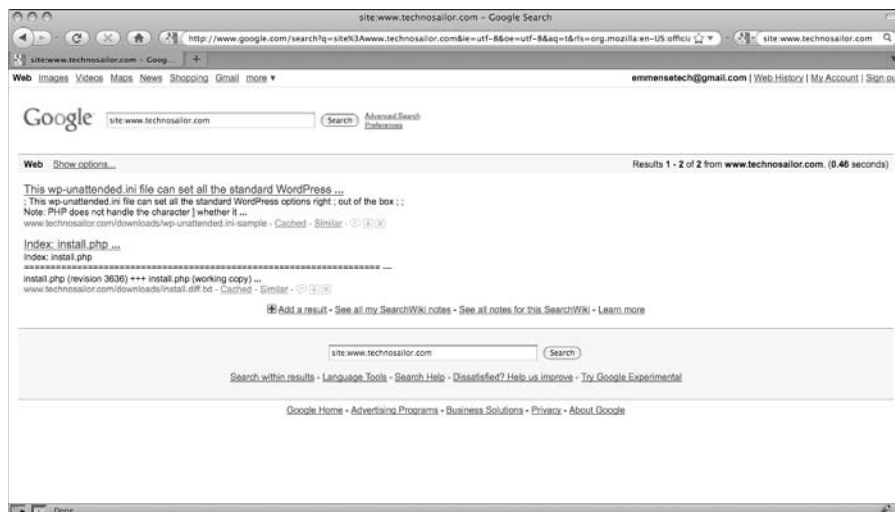 site:www.technosailor.com – Google Search
http://www.google.com/search?q=site%3Awww.technosailor.com&ie=utf-8&oe=utf-8&aq=t&rls=org.mozilla:en-US:officia
site:www.technosailor.com
site:www.technosailor.com – Goog...
Web Images Videos Maps News Shopping Gmail more ▼
emmensetech@gmail.com | Web History | My Account | Sign ou
Google
site:www.technosailor.com
Search
Advanced Search
Preferences
Web Show options...
Results 1 - 2 of 2 from www.technosailor.com. (0.46 seconds)
This wp-unattended.ini file can set all the standard WordPress ...
; This wp-unattended.ini file can set all the standard WordPress options right ; out of the box ; ;
Note: PHP does not handle the character ] whether it ...
www.technosailor.com/downloads/wp-unattended.ini-sample - Cached - Similar -
Index: install.php ...
Index: install.php
=================================================================== ...
install.php (revision 3636) +++ install.php (working copy) ...
www.technosailor.com/downloads/install.diff.txt - Cached - Similar -
Add a result - See all my SearchWiki notes - See all notes for this SearchWiki - Learn more
site:www.technosailor.com
Search
Search within results - Language Tools - Search Help - Dissatisfied? Help us improve - Try Google Experimental
Google Home - Advertising Programs - Business Solutions - Privacy - About Google
Done